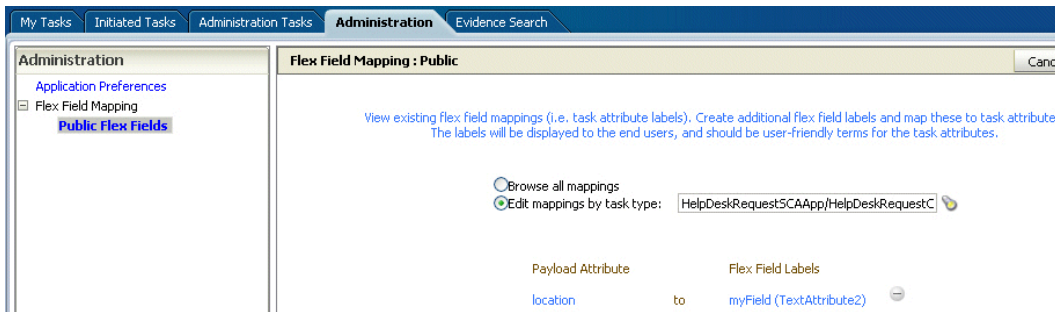 My Tasks Initiated Tasks Administration Tasks Administration Evidence Search
Administration
Application Preferences
Flex Field Mapping
Public Flex Fields
Flex Field Mapping : Public
Canc
View existing flex field mappings (i.e. task attribute labels). Create additional flex field labels and map these to task attribute
The labels will be displayed to the end users, and should be user-friendly terms for the task attributes.
Browse all mappings
Edit mappings by task type: HelpDeskRequestSCAApp/HelpDeskRequestC
Payload Attribute Flex Field Labels
location to myField (TextAttribute2)